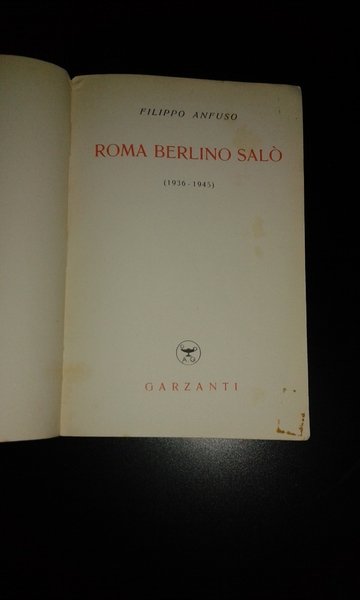 FILIPPO ANFUSO
ROMA BERLINO SALÒ
(1936-1945)
GARZANTI